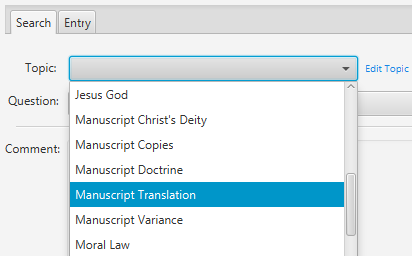 Search Entry
Topic:
Edit Topic
Question:
Comment:
Jesus God
Manuscript Christ's Deity
Manuscript Copies
Manuscript Doctrine
Manuscript Translation
Manuscript Variance
Moral Law